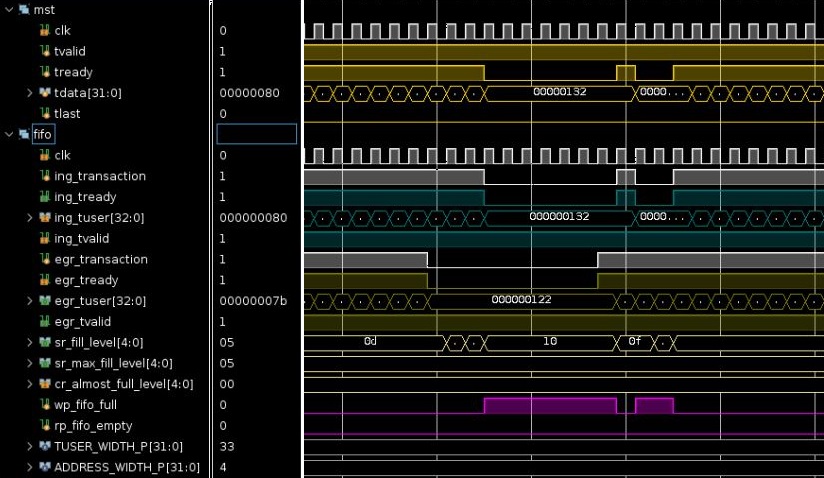 mst
clk 0
tvalid 1
tready 1
tdata[31:0] 00000080 00000132 0000...
tlast 0
fifo
clk 0
ing_transaction 1
ing_tready 1
ing_tuser[32:0] 000000080 000000132 0000...
ing_tvalid 1
egr_transaction 1
egr_tready 1
egr_tuser[32:0] 00000007b 000000122
egr_tvalid 1
sr_fill_level[4:0] 05 0d 10 0f
sr_max_fill_level[4:0] 05
cr_almost_full_level[4:0] 00
wp_fifo_full 0
rp_fifo_empty 0
TUSER_WIDTH_P[31:0] 33
ADDRESS_WIDTH_P[31:0] 4